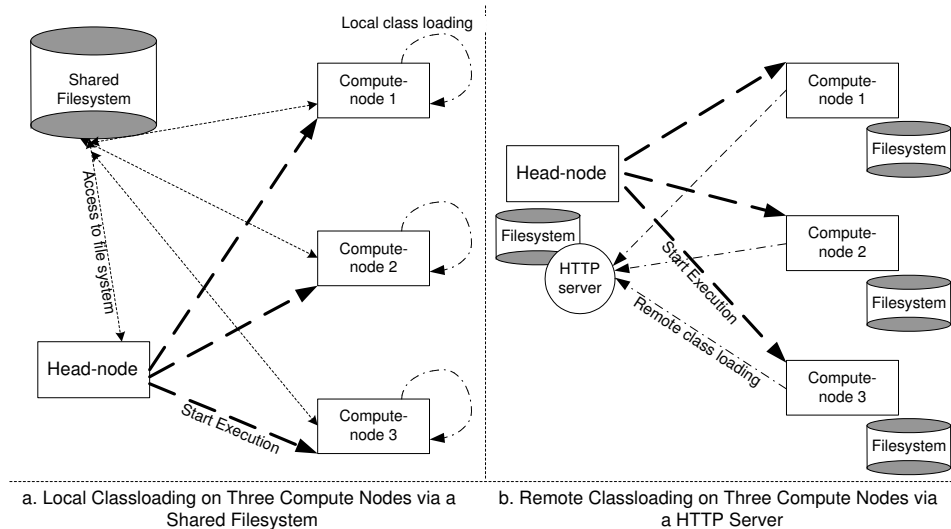 Local class loading
Shared
Filesystem
Compute-
node 1
Access to file system
Compute-
node 2
Head-node
Start Execution
Compute-
node 3
a. Local Classloading on Three Compute Nodes via a
Shared Filesystem
Compute-
node 1
Filesystem
Head-node
Filesystem
HTTP
server
Compute-
node 2
Filesystem
Start Execution
Remote class loading
Compute-
node 3
Filesystem
b. Remote Classloading on Three Compute Nodes via
a HTTP Server